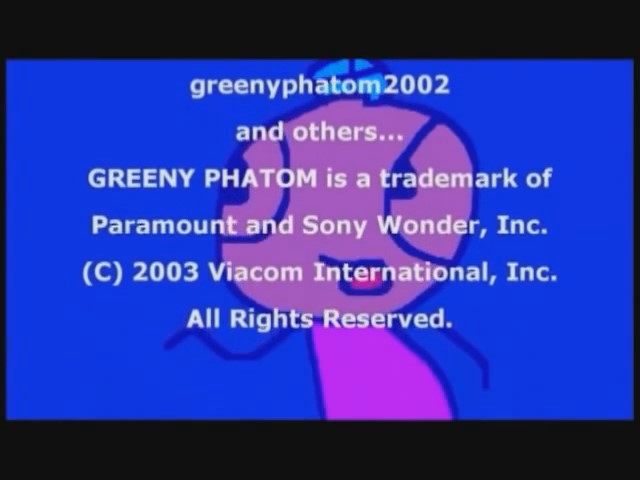 greenyphatom2002
and others...
GREENY PHATOM is a trademark of
Paramount and Sony Wonder, Inc.
(C) 2003 Viacom International, Inc.
All Rights Reserved.